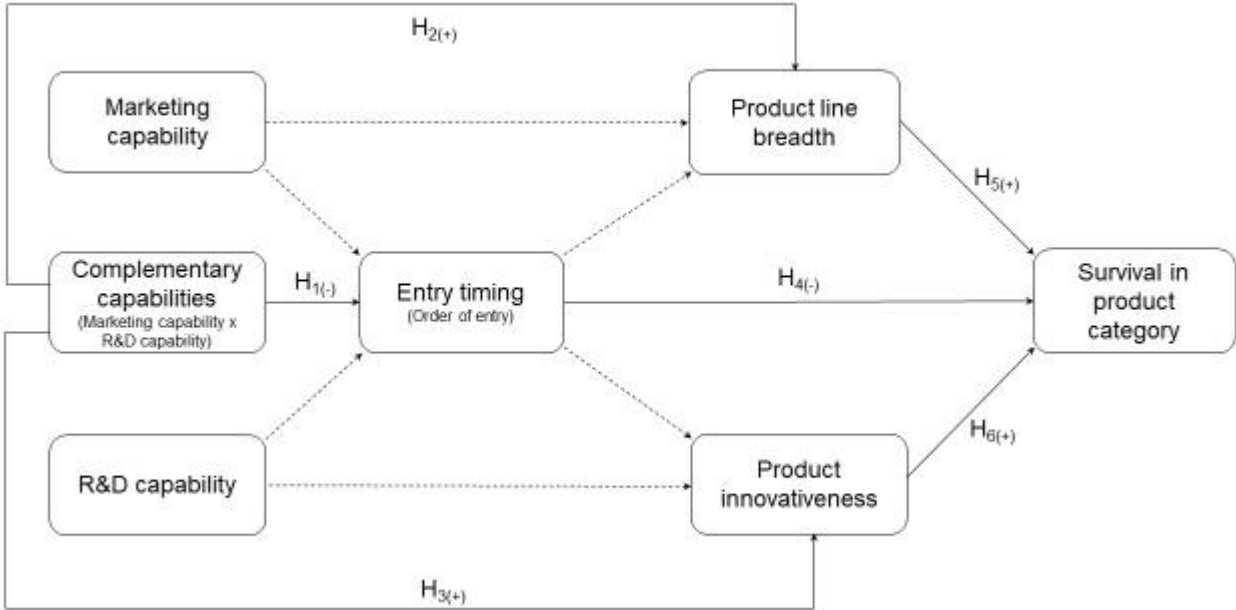 H2(+)
Marketing
capability
Product line
breadth
H5(+)
Complementary
capabilities
(Marketing capability x
R&D capability)
H1(-)
Entry timing
(Order of entry)
H4(-)
Survival in
product
category
H6(+)
R&D capability
Product
innovativeness
H3(+)